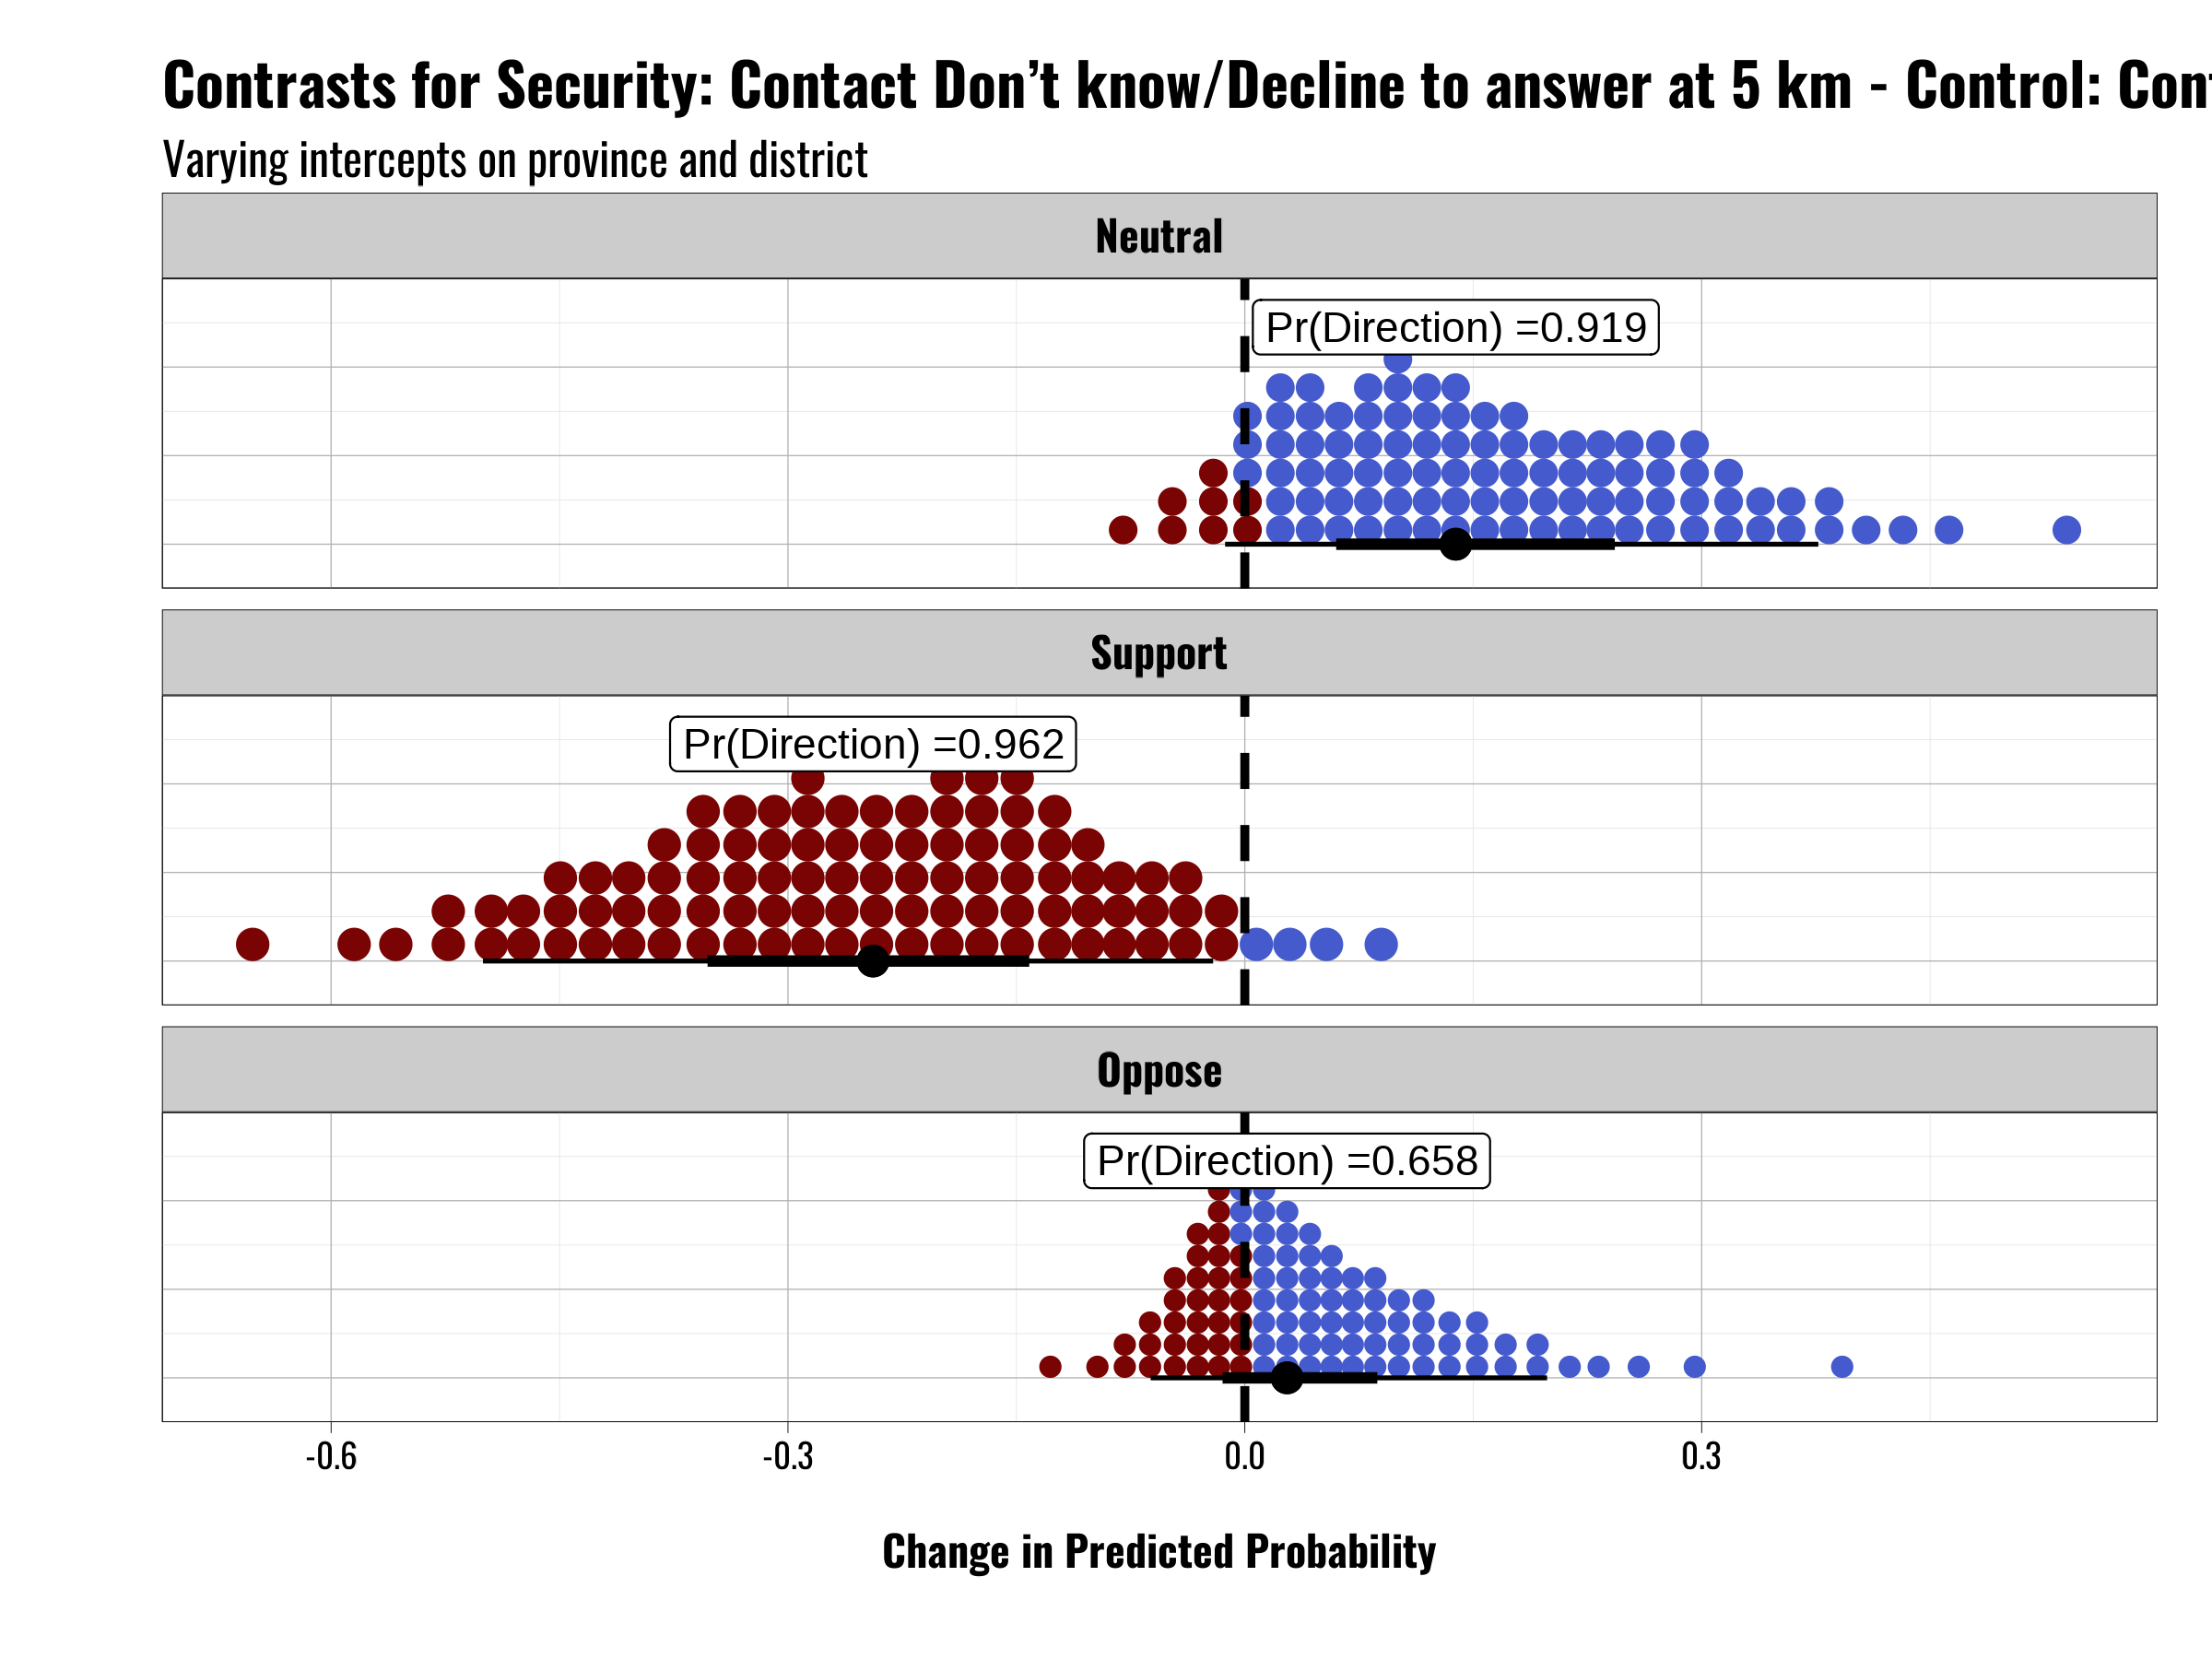 Contrasts for Security: Contact Don’t know/Decline to answer at 5 km - Control: Con
Varying intercepts on province and district
Neutral
Pr(Direction) =0.919
Support
Pr(Direction) =0.962
Oppose
Pr(Direction) =0.658
-0.6 -0.3 0.0 0.3
Change in Predicted Probability